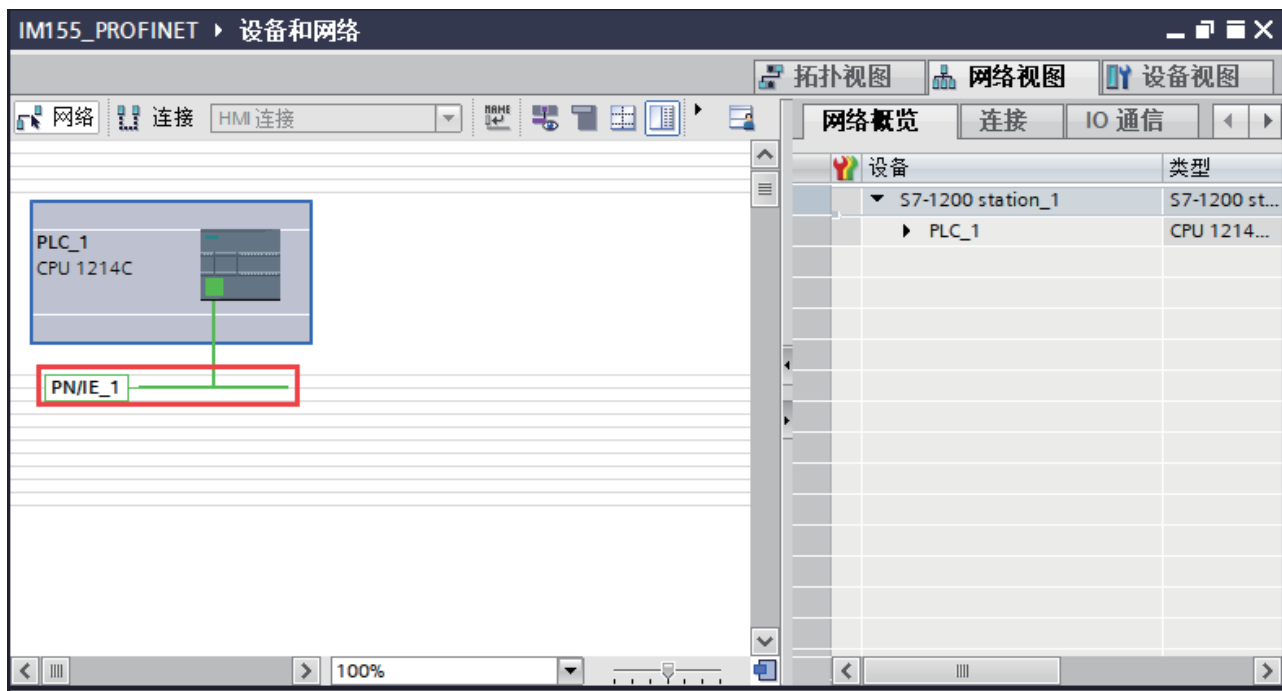 IM155_PROFINET ▸ 设备和网络
拓扑视图 网络视图 设备视图
网络 连接 HMI 连接
网络概览 连接 IO 通信
设备 类型
S7-1200 station_1 S7-1200 st...
PLC_1 CPU 1214...
PLC_1
CPU 1214C
PN/IE_1
100%